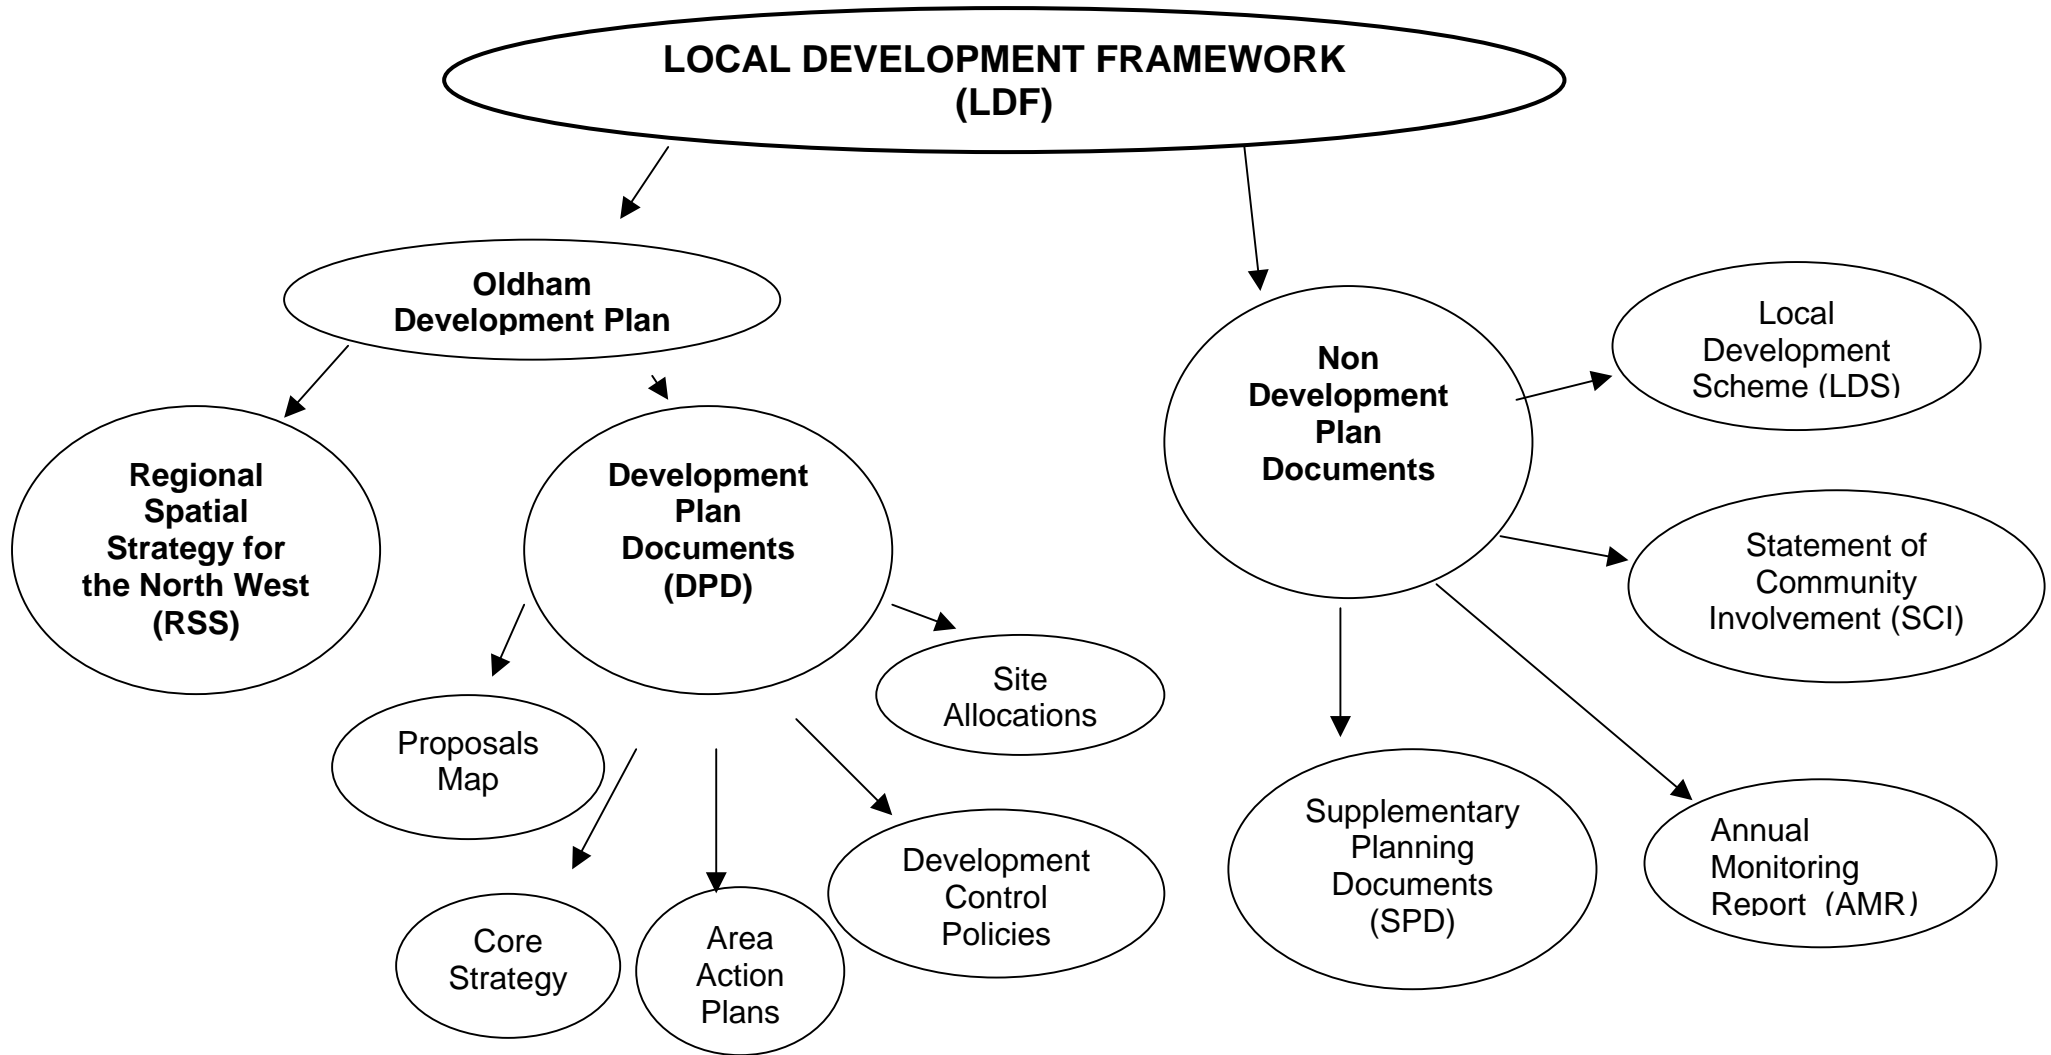 LOCAL DEVELOPMENT FRAMEWORK
(LDF)
Oldham
Development Plan
Regional
Spatial
Strategy for
the North West
(RSS)
Development
Plan
Documents
(DPD)
Proposals
Map
Core
Strategy
Area
Action
Plans
Development
Control
Policies
Site
Allocations
Non
Development
Plan
Documents
Local
Development
Scheme (LDS)
Statement of
Community
Involvement (SCI)
Supplementary
Planning
Documents
(SPD)
Annual
Monitoring
Report (AMR)